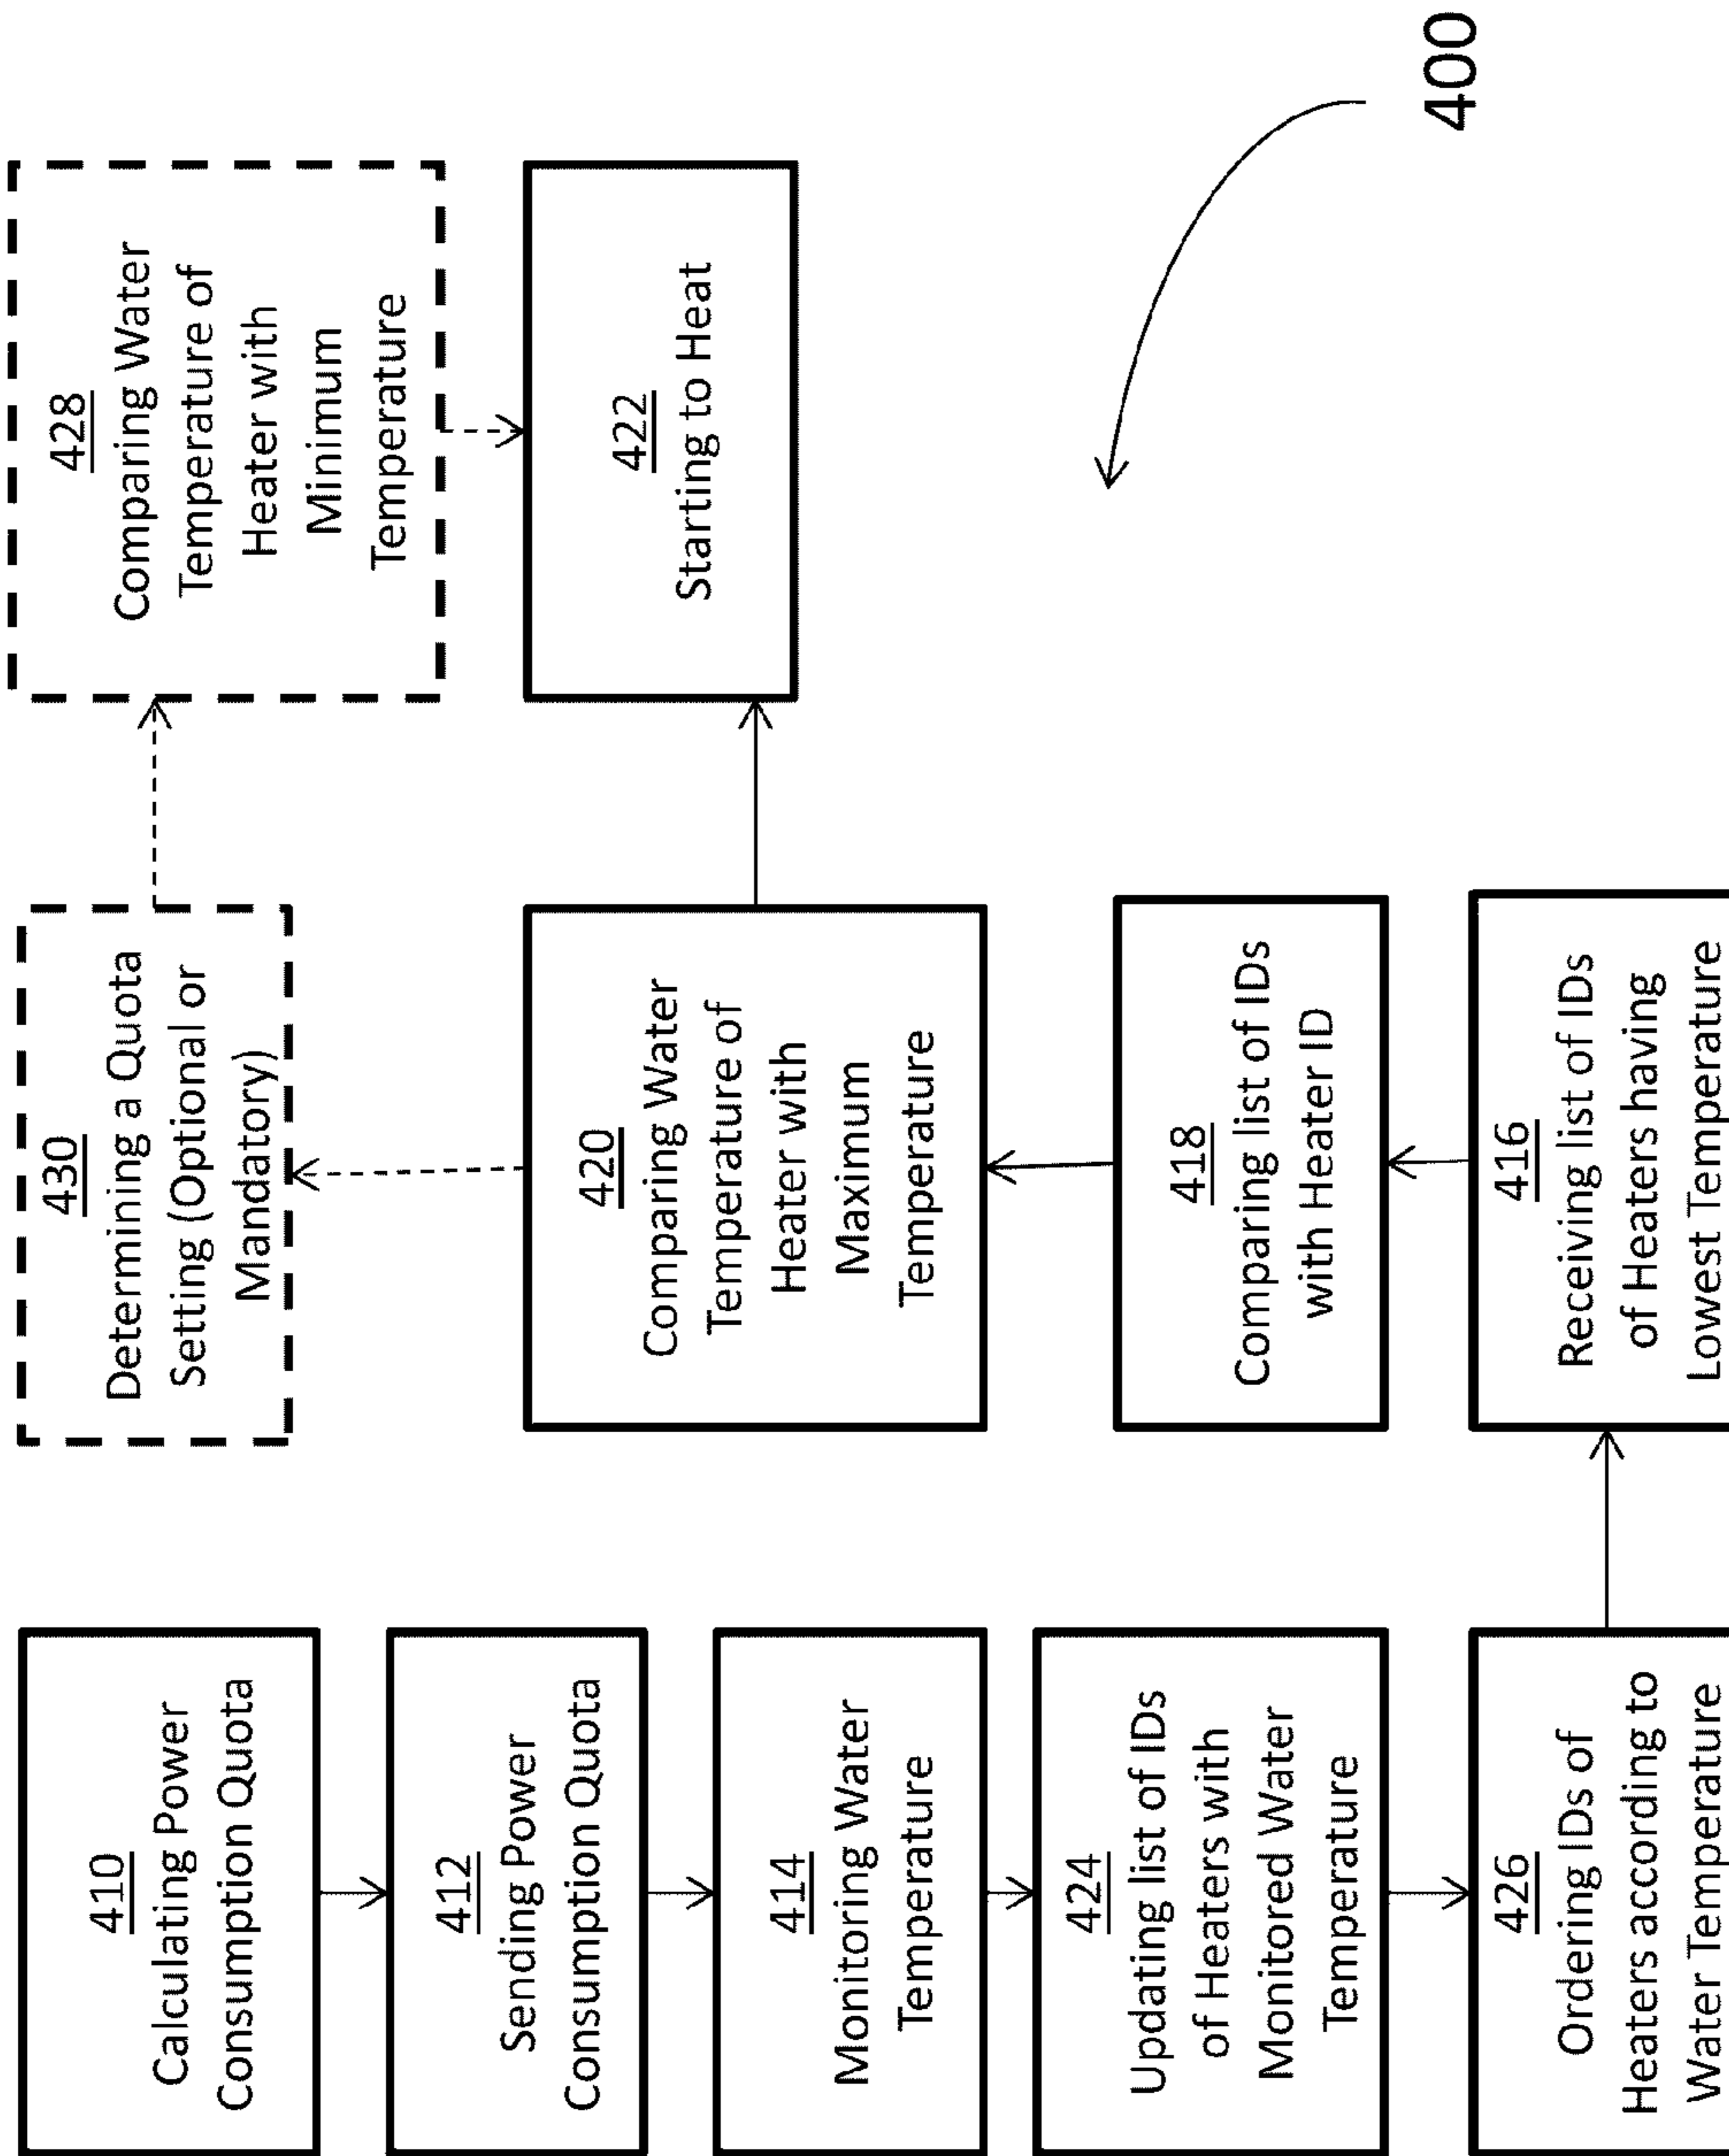 410
Calculating Power
Consumption Quota
412
Sending Power
Consumption Quota
414
Monitoring Water
Temperature
424
Updating list of IDs
of Heaters with
Monitored Water
Temperature
426
Ordering IDs of
Heaters according to
Water Temperature
416
Receiving list of IDs
of Heaters having
Lowest Temperature
418
Comparing list of IDs
with Heater ID
420
Comparing Water
Temperature of
Heater with
Maximum
Temperature
430
Determining a Quota
Setting (Optional or
Mandatory)
428
Comparing Water
Temperature of
Heater with
Minimum
Temperature
422
Starting to Heat
400